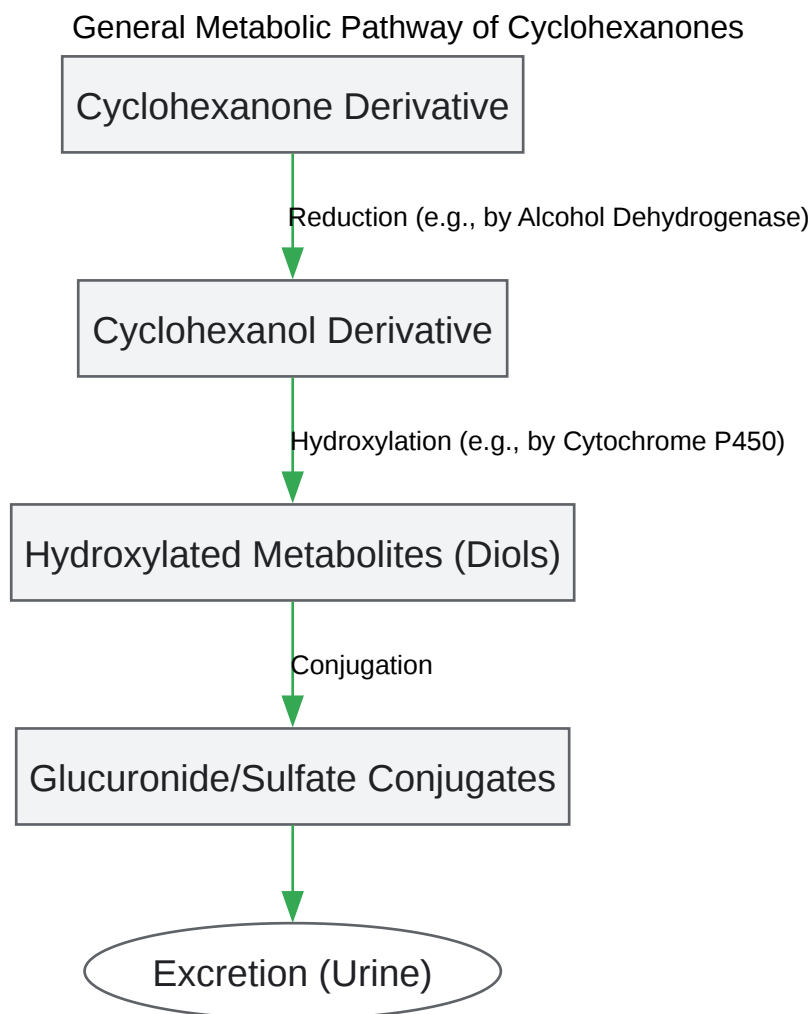 General Metabolic Pathway of Cyclohexanones
Cyclohexanone Derivative
Reduction (e.g., by Alcohol Dehydrogenase)
Cyclohexanol Derivative
Hydroxylation (e.g., by Cytochrome P450)
Hydroxylated Metabolites (Diols)
Conjugation
Glucuronide/Sulfate Conjugates
Excretion (Urine)